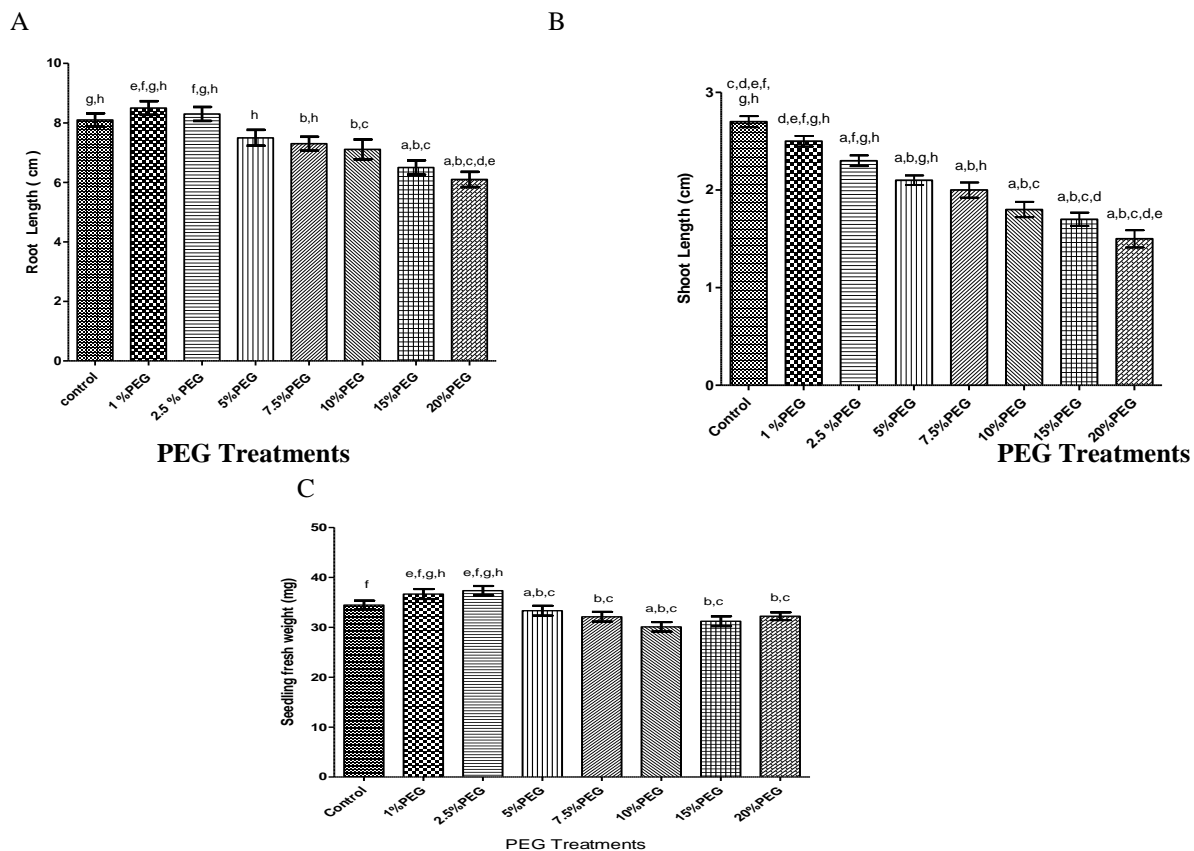 A
B
Root Length ( cm )
10
8
6
4
2
0
g,h
e,f,g,h
f,g,h
h
b,h
b,c
a,b,c
a,b,c,d,e
control
1 %PEG
2.5 % PEG
5%PEG
7.5%PEG
10%PEG
15%PEG
20%PEG
PEG Treatments
Shoot Length (cm)
3
2
1
0
c,d,e,f,
g,h
d,e,f,g,h
a,f,g,h
a,b,g,h
a,b,h
a,b,c
a,b,c,d
a,b,c,d,e
Control
1 %PEG
2.5 %PEG
5%PEG
7.5%PEG
10%PEG
15%PEG
20%PEG
PEG Treatments
C
Seedling fresh weight (mg)
50
40
30
20
10
0
f
e,f,g,h
e,f,g,h
a,b,c
b,c
a,b,c
b,c
b,c
Control
1%PEG
2.5%PEG
5%PEG
7.5%PEG
10%PEG
15%PEG
20%PEG
PEG Treatments